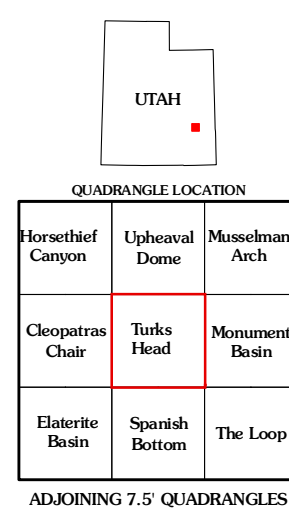 UTAH
QUADRANGLE LOCATION
Horsethief Canyon
Upheaval Dome
Musselman Arch
Cleopatras Chair
Turks Head
Monument Basin
Elaterite Basin
Spanish Bottom
The Loop
ADJOINING 7.5' QUADRANGLES